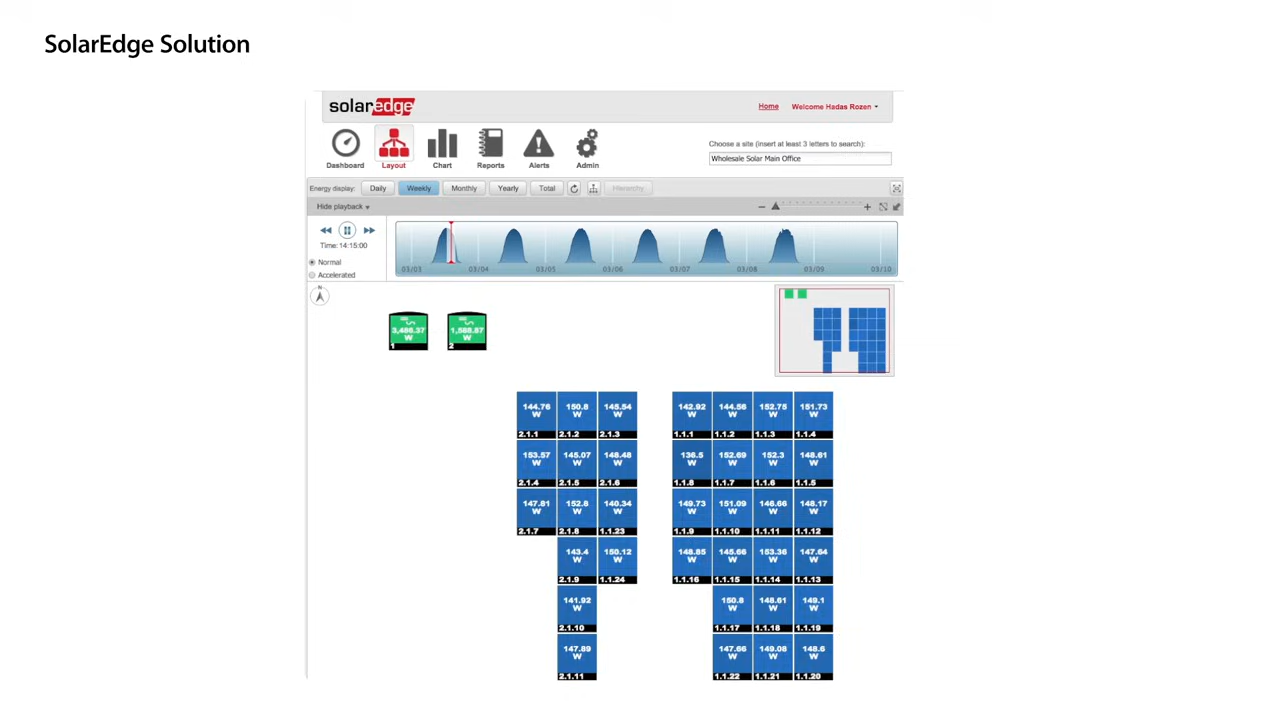 SolarEdge Solution
solaredge
Home
Welcome Hadas Rozen
Dashboard
Layout
Chart
Reports
Alerts
Admin
Choose a site (insert at least 3 letters to search):
Wholesale Solar Main Office
Energy display:
Daily
Weekly
Monthly
Yearly
Total
Hierarchy
Hide playback
Time: 14:15:00
Normal
Accelerated
03/03 03/04 03/05 03/06 03/07 03/08 03/09 03/10
N
3,486.37 1,588.87
W W
1 2
144.76 150.8 145.54 142.92 144.56 152.75 151.73
W W W W W W W
2.1.1 2.1.2 2.1.3 1.1.1 1.1.2 1.1.3 1.1.4
153.57 145.07 148.48 136.5 152.69 152.3 148.61
W W W W W W W
2.1.4 2.1.5 2.1.6 1.1.8 1.1.7 1.1.6 1.1.5
147.81 152.8 140.34 149.73 151.09 146.66 148.17
W W W W W W W
2.1.7 2.1.8 1.1.23 1.1.9 1.1.10 1.1.11 1.1.12
143.4 150.12 148.85 145.66 153.36 147.64
W W W W W W
2.1.9 1.1.24 1.1.16 1.1.15 1.1.14 1.1.13
141.92 150.8 148.61 149.1
W W W W
2.1.10 1.1.17 1.1.18 1.1.19
147.89 147.66 149.08 148.6
W W W W
2.1.11 1.1.22 1.1.21 1.1.20